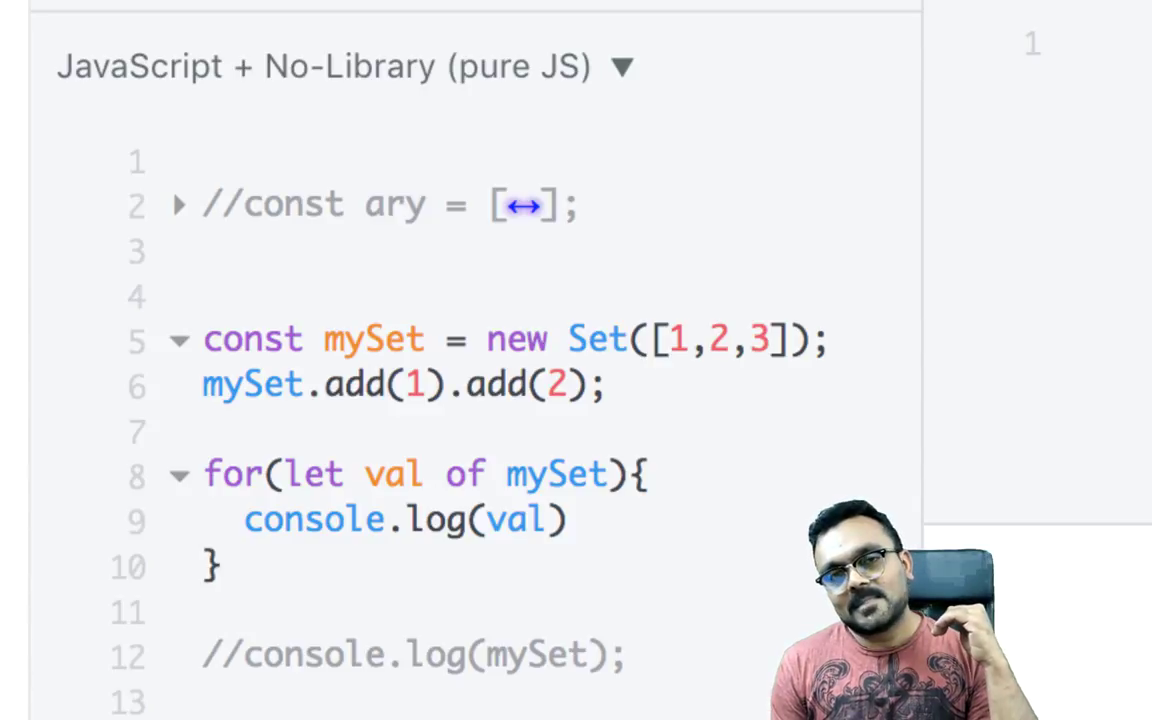 JavaScript + No-Library (pure JS) ▼
1
1
2 //const ary = [↔];
3
4
5 const mySet = new Set([1,2,3]);
6 mySet.add(1).add(2);
7
8 for(let val of mySet){
9 console.log(val)
10 }
11
12 //console.log(mySet);
13